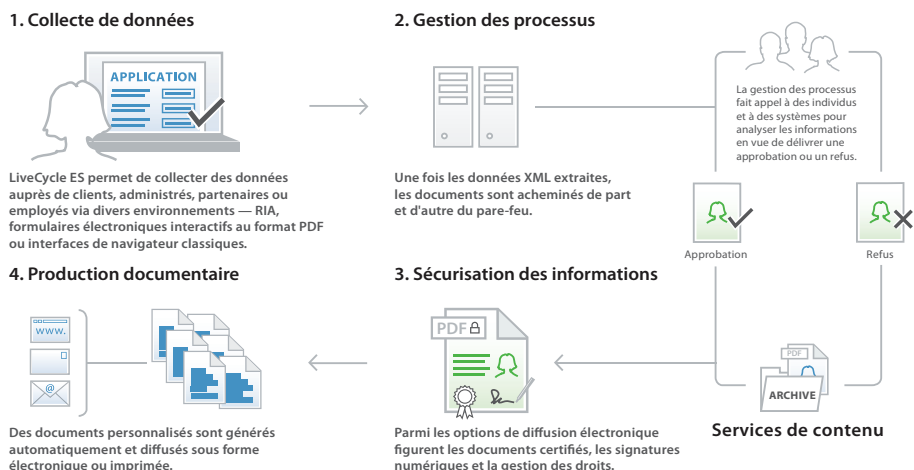 1. Collecte de données
APPLICATION
LiveCycle ES permet de collecter des données
auprès de clients, administrés, partenaires ou
employés via divers environnements — RIA,
formulaires électroniques interactifs au format PDF
ou interfaces de navigateur classiques.
2. Gestion des processus
Une fois les données XML extraites,
les documents sont acheminés de part
et d'autre du pare-feu.
La gestion des processus
fait appel à des individus
et à des systèmes pour
analyser les informations
en vue de délivrer une
approbation ou un refus.
Approbation
Refus
PDF
ARCHIVE
Services de contenu
3. Sécurisation des informations
PDF
Parmi les options de diffusion électronique
figurent les documents certifiés, les signatures
numériques et la gestion des droits.
4. Production documentaire
www.
@
Des documents personnalisés sont générés
automatiquement et diffusés sous forme
électronique ou imprimée.